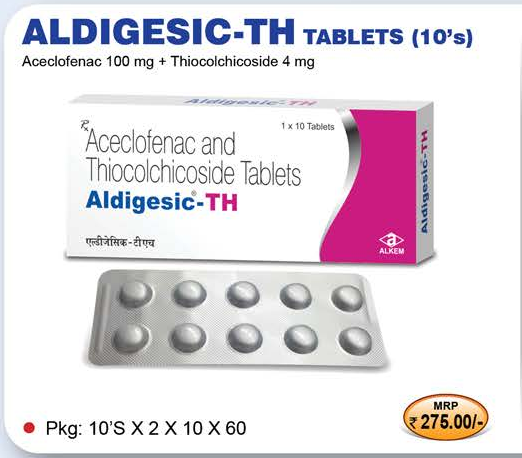 ALDIGESIC-TH TABLETS (10's)
Aceclofenac 100 mg + Thiocolchicoside 4 mg
Aldigesic-TH
Rx
1 x 10 Tablets
Aceclofenac and
Thiocolchicoside Tablets
Aldigesic®-TH
एल्डीजेसिक-टीएच
Aldigesic-TH
ALKEM
Pkg: 10'S X 2 X 10 X 60
MRP
₹ 275.00/-